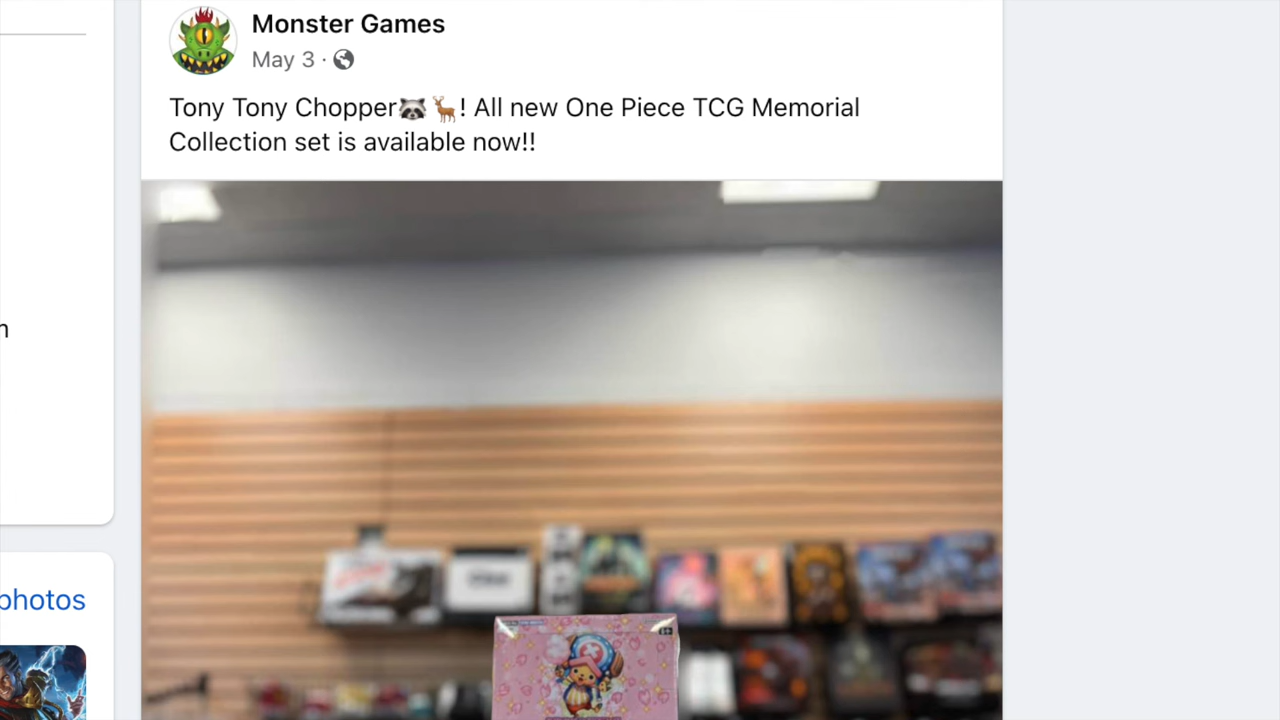 Monster Games
May 3 ·
Tony Tony Chopper🦝🦌! All new One Piece TCG Memorial
Collection set is available now!!
photos